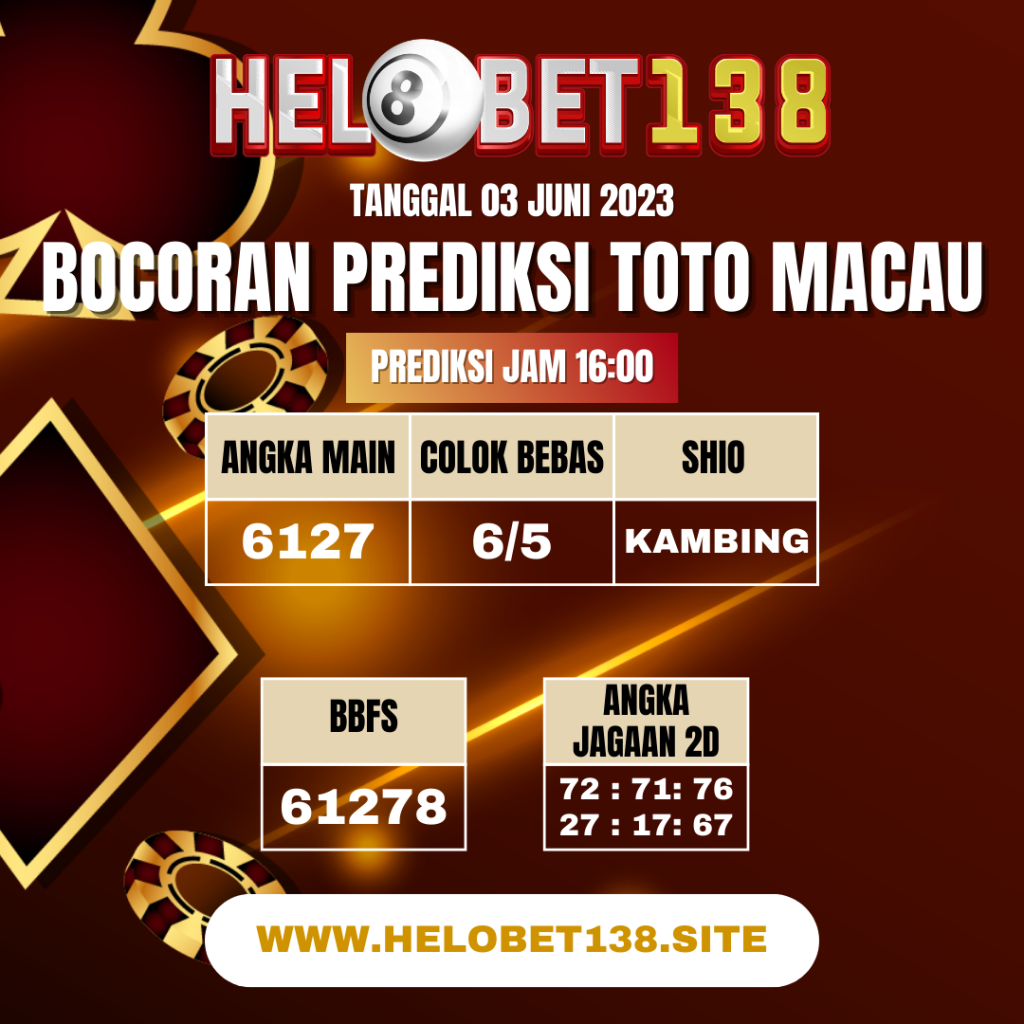 HELOBET138
TANGGAL 03 JUNI 2023
BOCORAN PREDIKSI TOTO MACAU
PREDIKSI JAM 16:00
ANGKA MAIN COLOK BEBAS SHIO
6127 6/5 KAMBING
BBFS
61278
ANGKA
JAGAAN 2D
72 : 71: 76
27 : 17: 67
WWW.HELOBET138.SITE